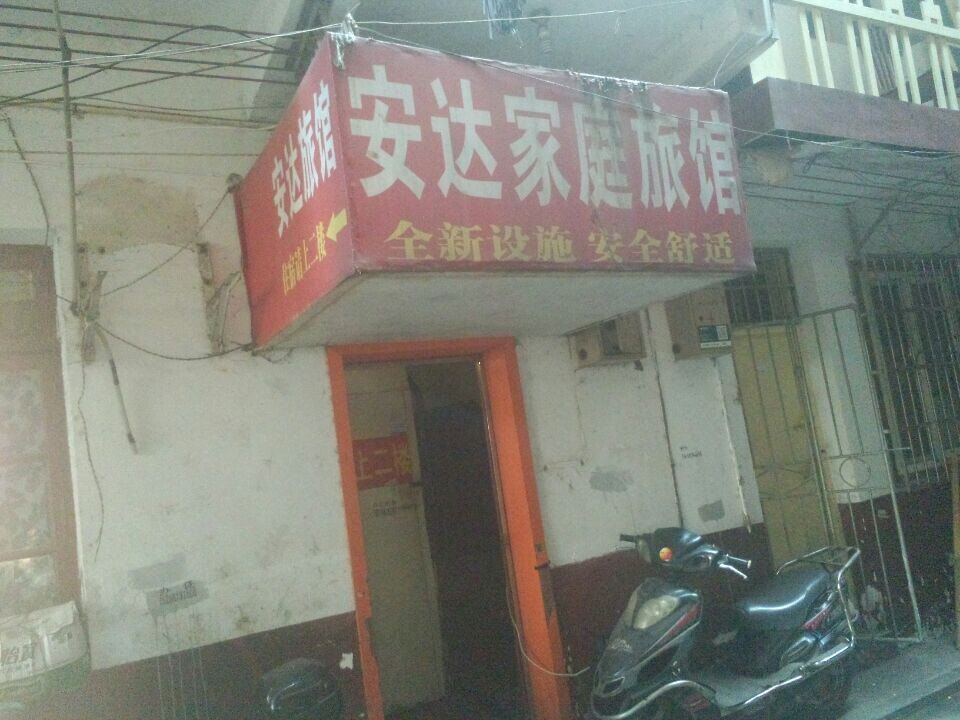 安达旅馆
住宿请上二楼
安达家庭旅馆
全新设施 安全舒适
上二楼